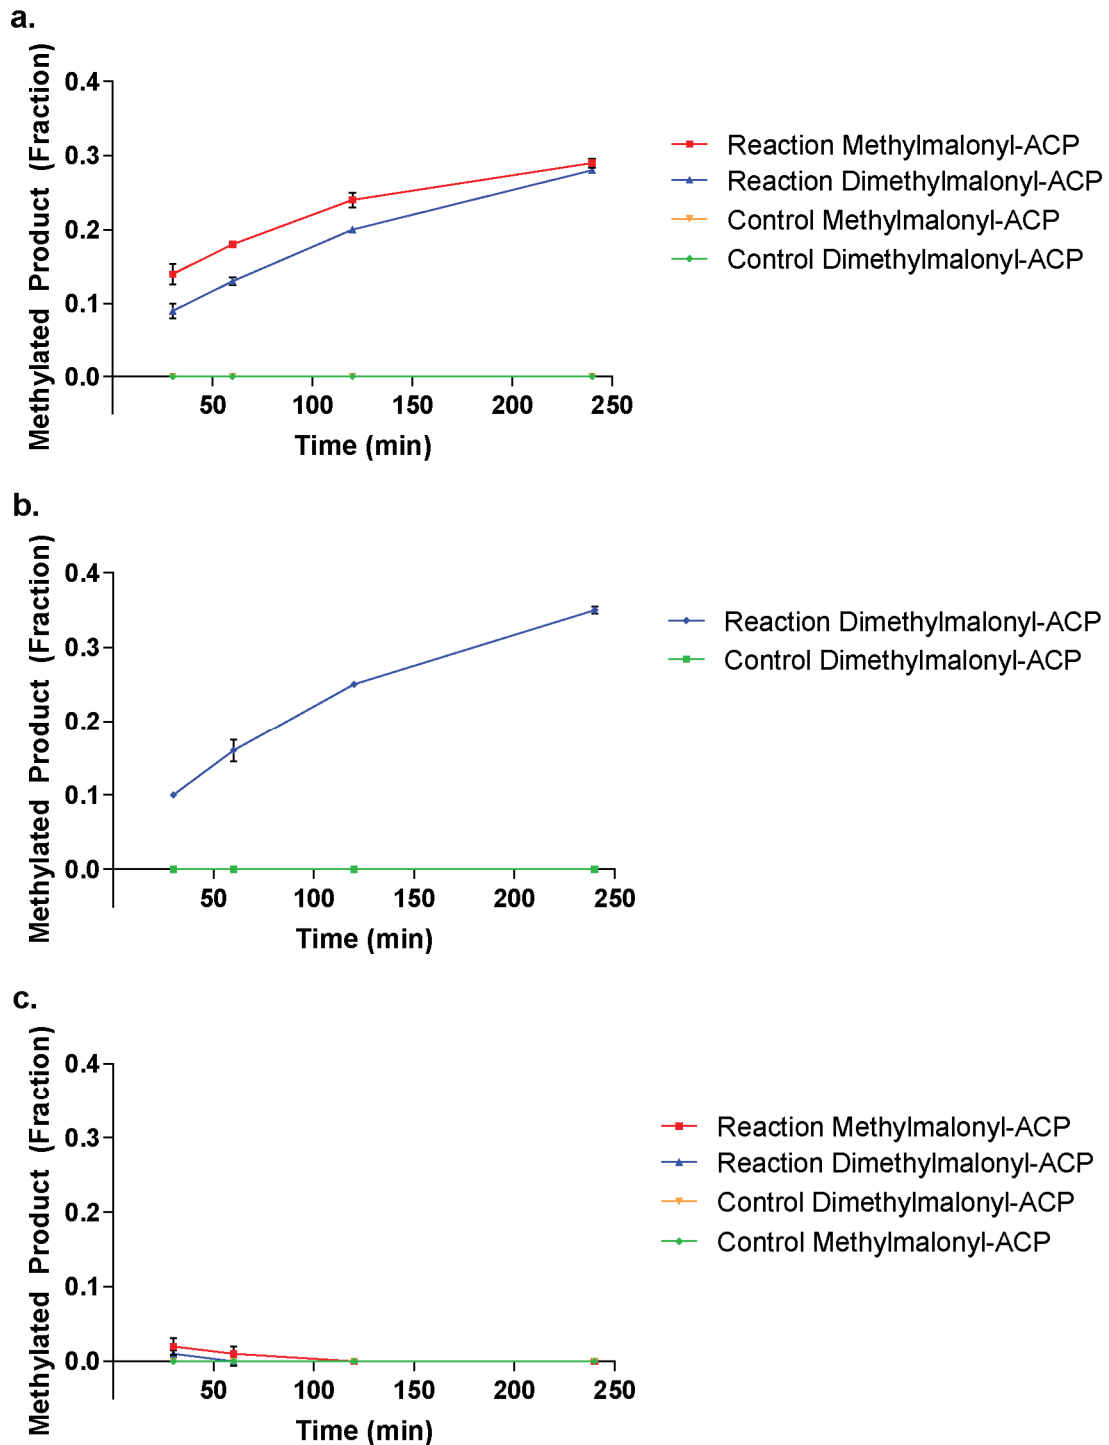 a.
Methylated Product (Fraction)
0.4
0.3
0.2
0.1
0.0
50 100 150 200 250
Time (min)
Reaction Methylmalonyl-ACP
Reaction Dimethylmalonyl-ACP
Control Methylmalonyl-ACP
Control Dimethylmalonyl-ACP
b.
Methylated Product (Fraction)
0.4
0.3
0.2
0.1
0.0
50 100 150 200 250
Time (min)
Reaction Dimethylmalonyl-ACP
Control Dimethylmalonyl-ACP
c.
Methylated Product (Fraction)
0.4
0.3
0.2
0.1
0.0
50 100 150 200 250
Time (min)
Reaction Methylmalonyl-ACP
Reaction Dimethylmalonyl-ACP
Control Dimethylmalonyl-ACP
Control Methylmalonyl-ACP